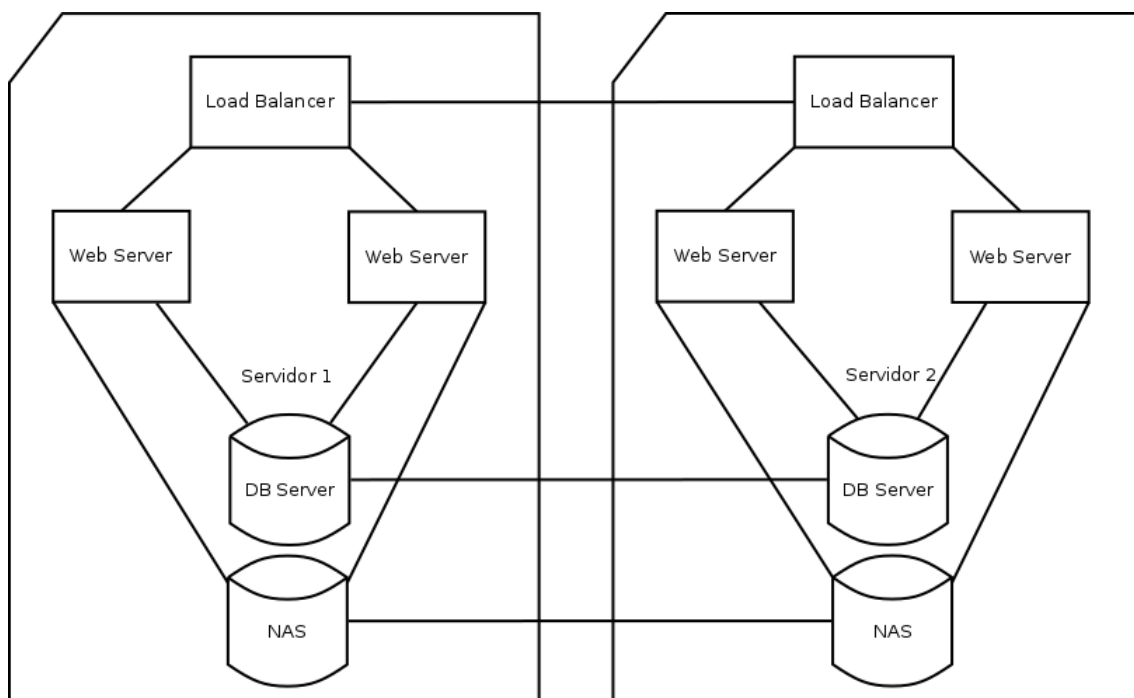 Load Balancer
Web Server
Web Server
Servidor 1
DB Server
NAS
Load Balancer
Web Server
Web Server
Servidor 2
DB Server
NAS